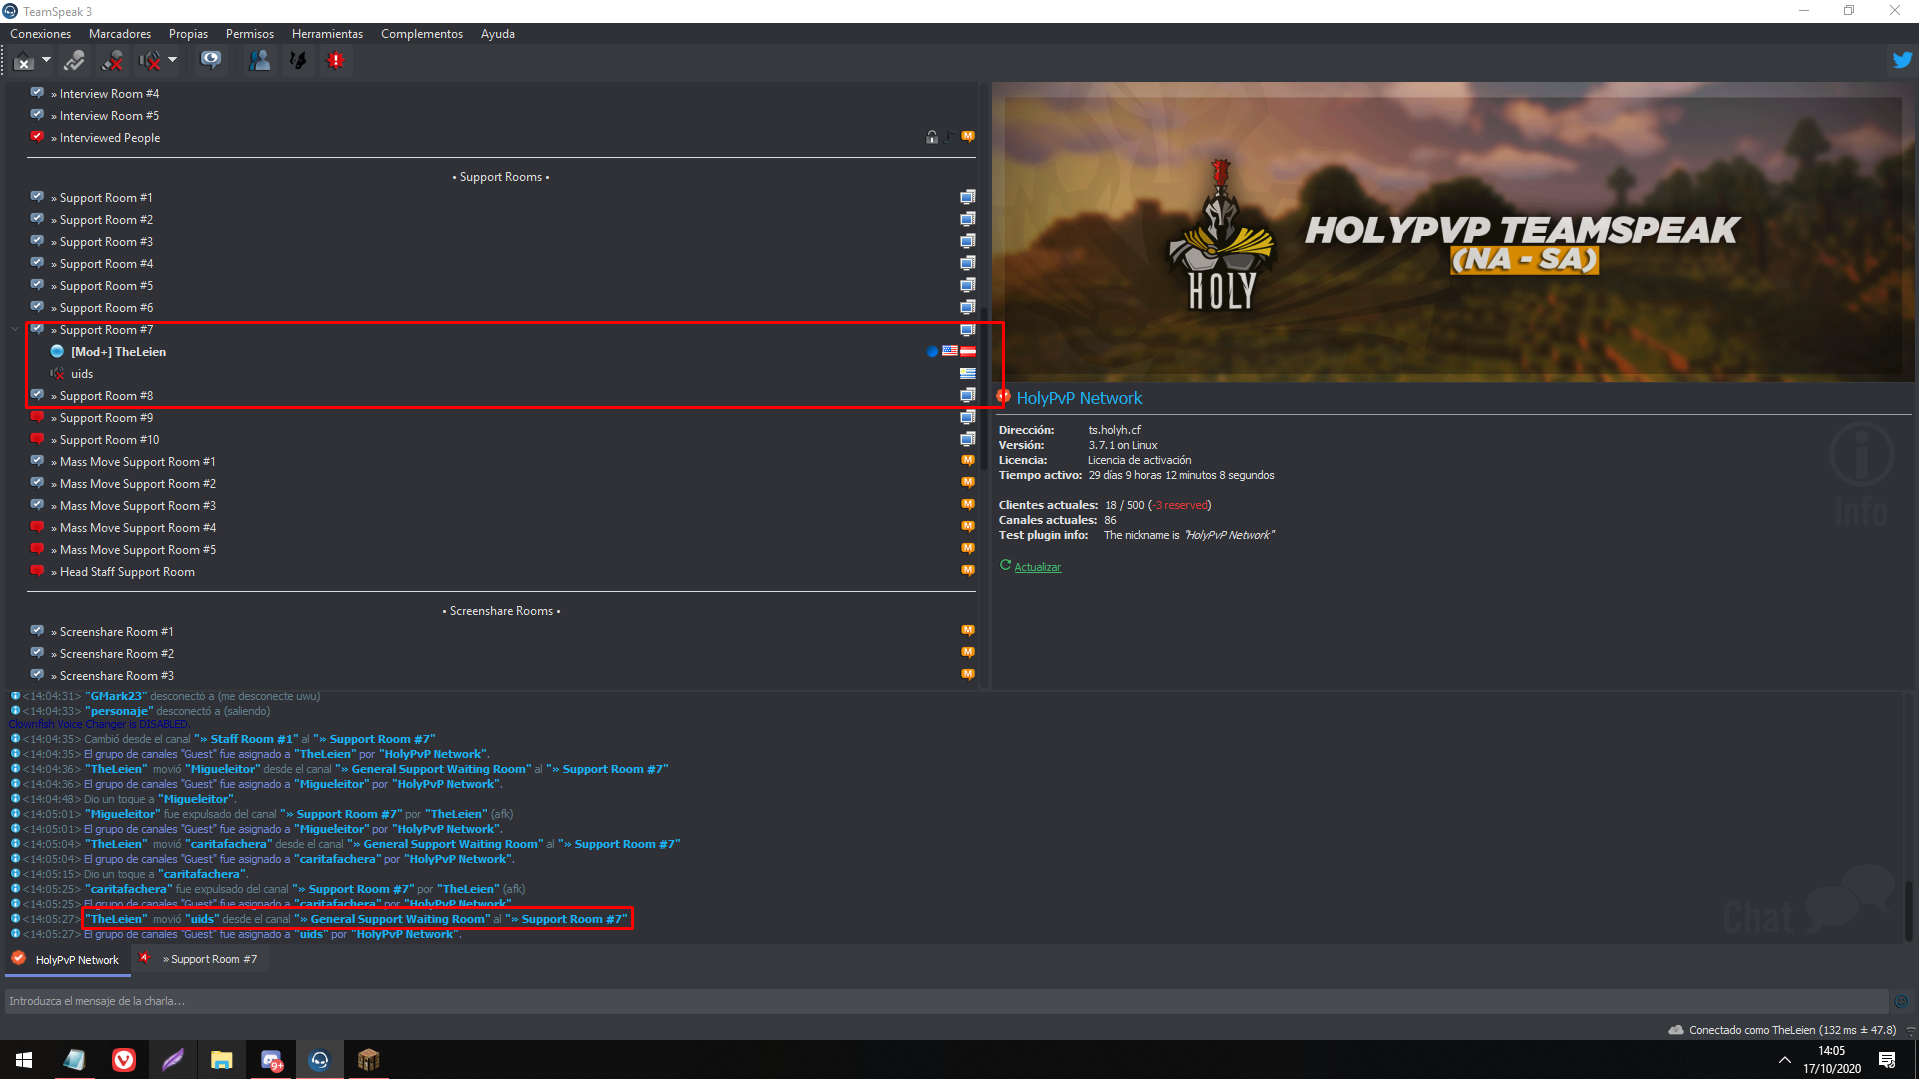 TeamSpeak 3
Conexiones Marcadores Propias Permisos Herramientas Complementos Ayuda
» Interview Room #4
» Interview Room #5
» Interviewed People
M
• Support Rooms •
» Support Room #1
» Support Room #2
» Support Room #3
» Support Room #4
» Support Room #5
» Support Room #6
» Support Room #7
[Mod+] TheLeien
uids
» Support Room #8
» Support Room #9
» Support Room #10
» Mass Move Support Room #1
M
» Mass Move Support Room #2
M
» Mass Move Support Room #3
M
» Mass Move Support Room #4
M
» Mass Move Support Room #5
M
» Head Staff Support Room
M
• Screenshare Rooms •
» Screenshare Room #1
M
» Screenshare Room #2
M
» Screenshare Room #3
M
HOLY
HOLYPVP TEAMSPEAK
(NA - SA)
HolyPvP Network
Dirección: ts.holyh.cf
Versión: 3.7.1 on Linux
Licencia: Licencia de activación
Tiempo activo: 29 días 9 horas 12 minutos 8 segundos
Clientes actuales: 18 / 500 (-3 reserved)
Canales actuales: 86
Test plugin info: The nickname is "HolyPvP Network"
Actualizar
Info
<14:04:31> "GMark23" desconectó a (me desconecte uwu)
<14:04:33> "personaje" desconectó a (saliendo)
Clownfish Voice Changer is DISABLED.
<14:04:35> Cambió desde el canal "» Staff Room #1" al "» Support Room #7"
<14:04:35> El grupo de canales "Guest" fue asignado a "TheLeien" por "HolyPvP Network".
<14:04:36> "TheLeien" movió "Migueleitor" desde el canal "» General Support Waiting Room" al "» Support Room #7"
<14:04:36> El grupo de canales "Guest" fue asignado a "Migueleitor" por "HolyPvP Network".
<14:04:48> Dio un toque a "Migueleitor".
<14:05:01> "Migueleitor" fue expulsado del canal "» Support Room #7" por "TheLeien" (afk)
<14:05:01> El grupo de canales "Guest" fue asignado a "Migueleitor" por "HolyPvP Network".
<14:05:04> "TheLeien" movió "caritafachera" desde el canal "» General Support Waiting Room" al "» Support Room #7"
<14:05:04> El grupo de canales "Guest" fue asignado a "caritafachera" por "HolyPvP Network".
<14:05:15> Dio un toque a "caritafachera".
<14:05:25> "caritafachera" fue expulsado del canal "» Support Room #7" por "TheLeien" (afk)
<14:05:25> El grupo de canales "Guest" fue asignado a "caritafachera" por "HolyPvP Network".
<14:05:27> "TheLeien" movió "uids" desde el canal "» General Support Waiting Room" al "» Support Room #7"
<14:05:27> El grupo de canales "Guest" fue asignado a "uids" por "HolyPvP Network".
Chat
HolyPvP Network
» Support Room #7
Introduzca el mensaje de la charla...
Conectado como TheLeien (132 ms ± 47.8)
9+
14:05
17/10/2020